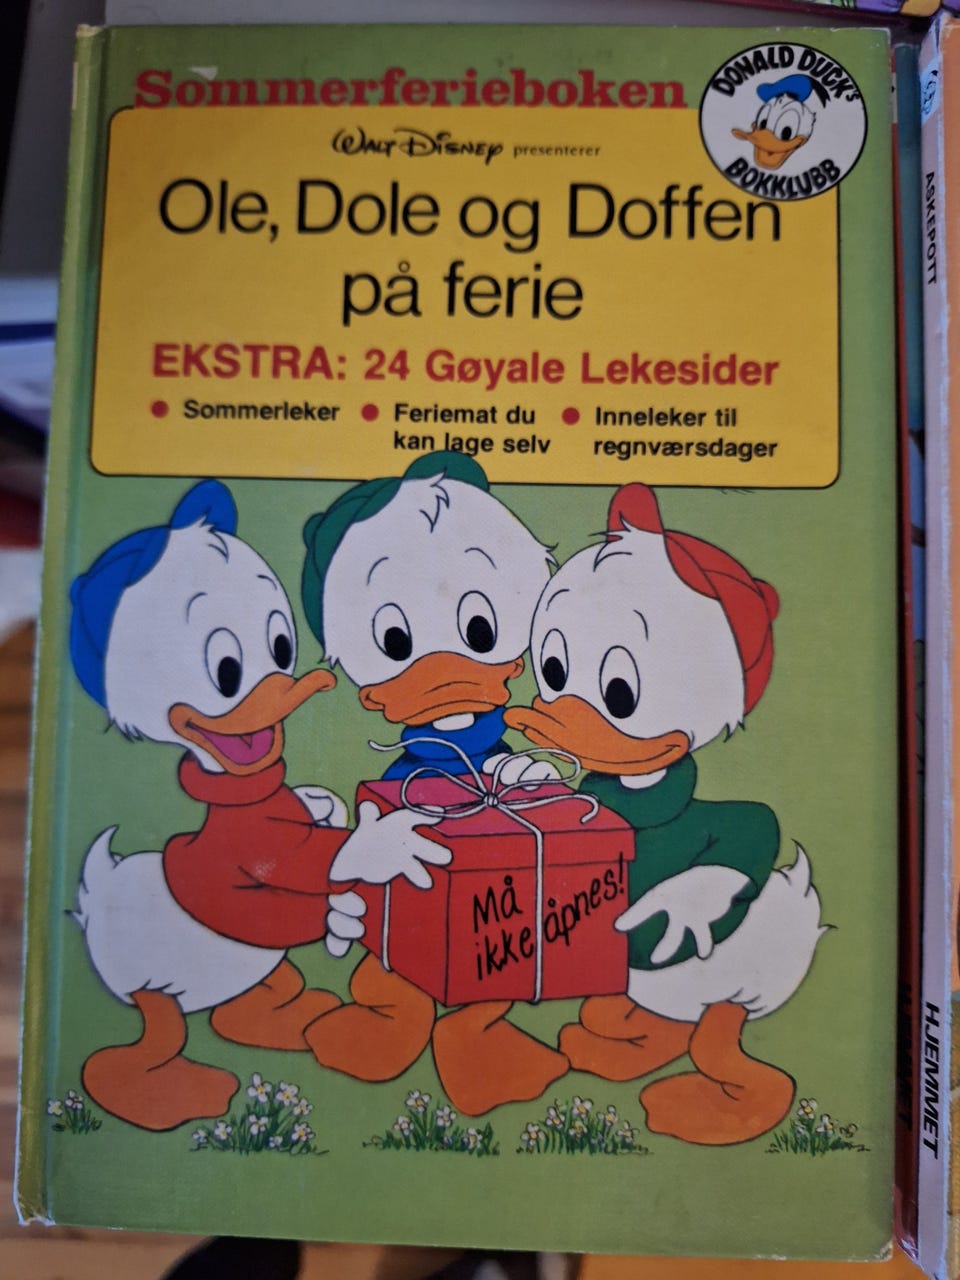 Sommerferieboken
DONALD DUCK's
BOKKLUBB
WALT DISNEY presenterer
Ole, Dole og Doffen
på ferie
EKSTRA: 24 Gøyale Lekesider
• Sommerleker • Feriemat du
kan lage selv • Inneleker til
regnværsdager
Må
ikke åpnes!
ASKEPOTT
HJEMMET
HJEMMET